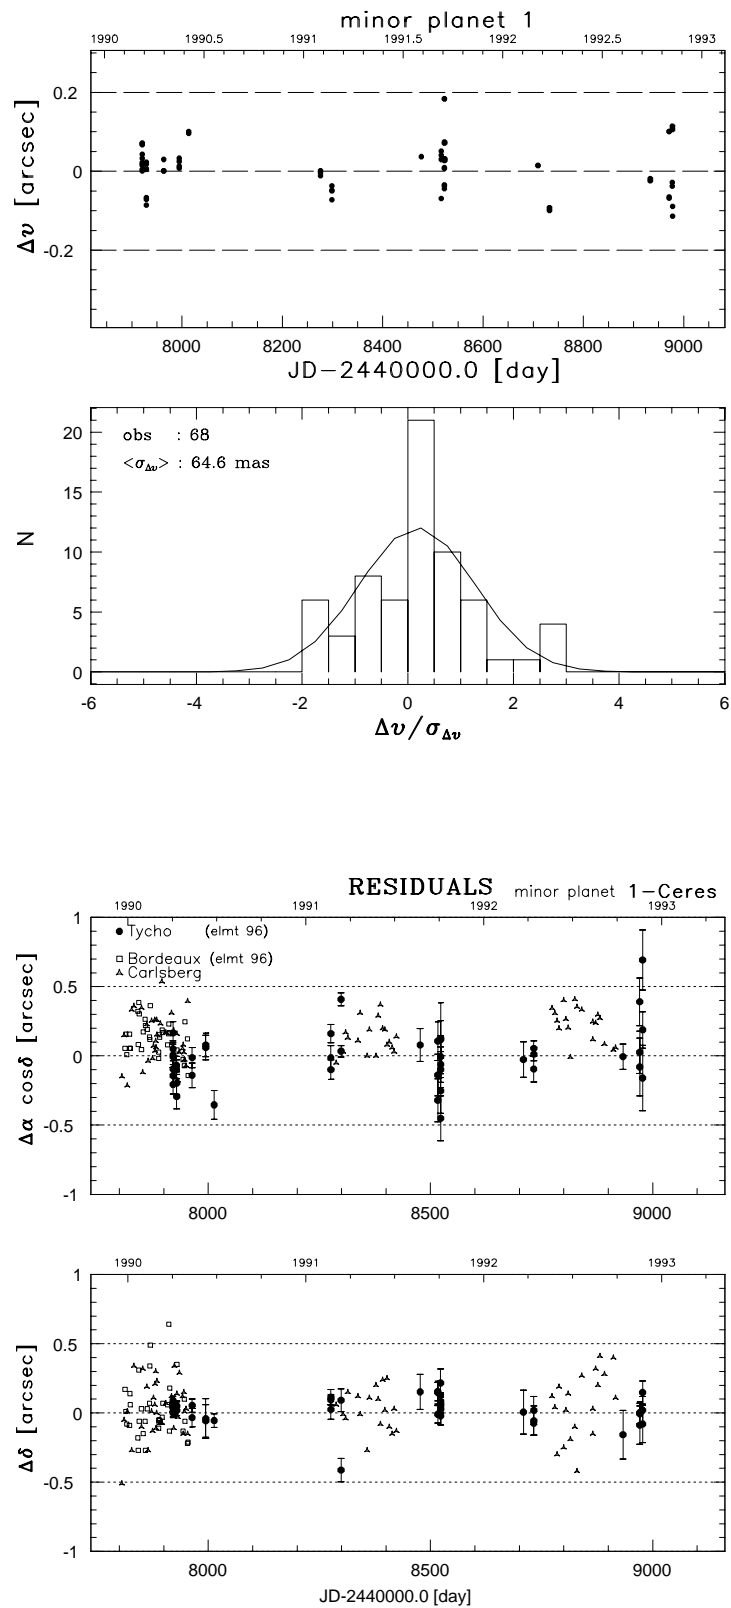 minor planet 1
1990 1990.5 1991 1991.5 1992 1992.5 1993
0.2
0
-0.2
Δυ [arcsec]
8000 8200 8400 8600 8800 9000
JD-2440000.0 [day]
obs : 68
<σΔυ> : 64.6 mas
20
15
10
5
0
N
-6 -4 -2 0 2 4 6
Δυ/σΔυ
RESIDUALS minor planet 1-Ceres
1990 1991 1992 1993
Tycho (elmt 96)
Bordeaux (elmt 96)
Carlsberg
1
0.5
0
-0.5
-1
Δα cosδ [arcsec]
8000 8500 9000
1990 1991 1992 1993
1
0.5
0
-0.5
-1
Δδ [arcsec]
8000 8500 9000
JD-2440000.0 [day]